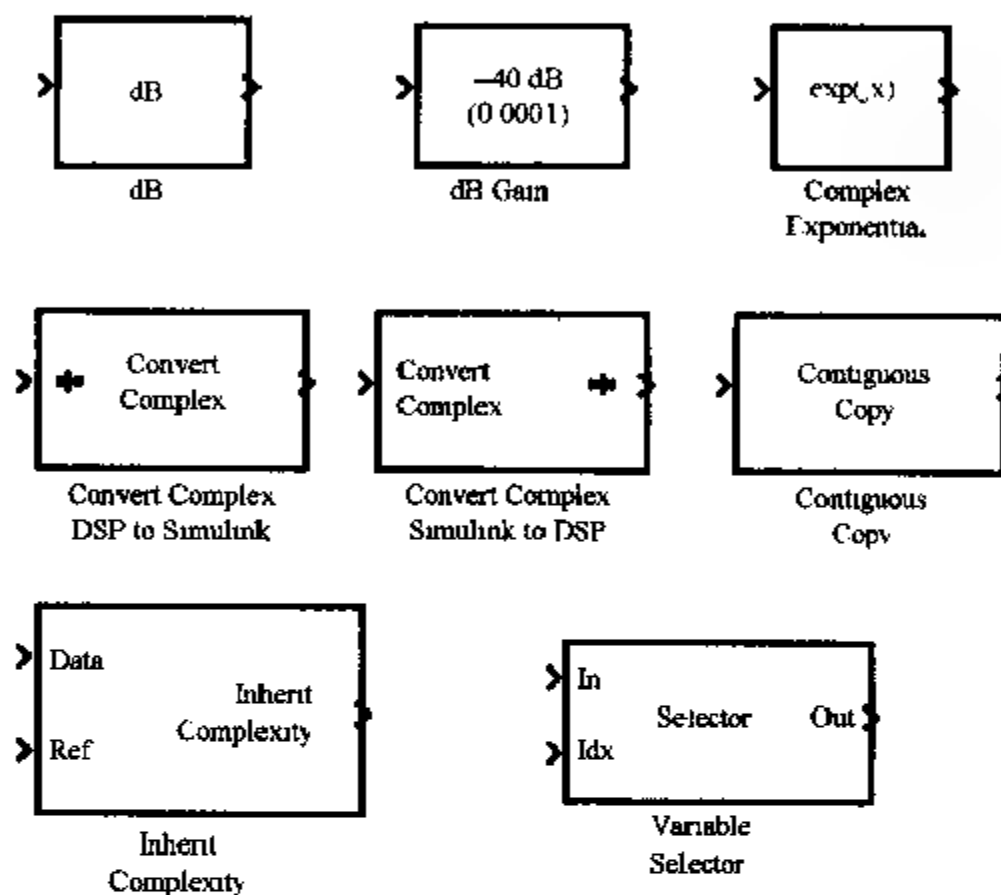 dB
dB
–40 dB
(0 0001)
dB Gain
exp(jx)
Complex
Exponential
Convert
Complex
Convert Complex
DSP to Simulink
Convert
Complex
Convert Complex
Simulink to DSP
Contiguous
Copy
Contiguous
Copy
Data
Ref
Inherit
Complexity
Inherit
Complexity
In
Idx
Selector
Out
Variable
Selector